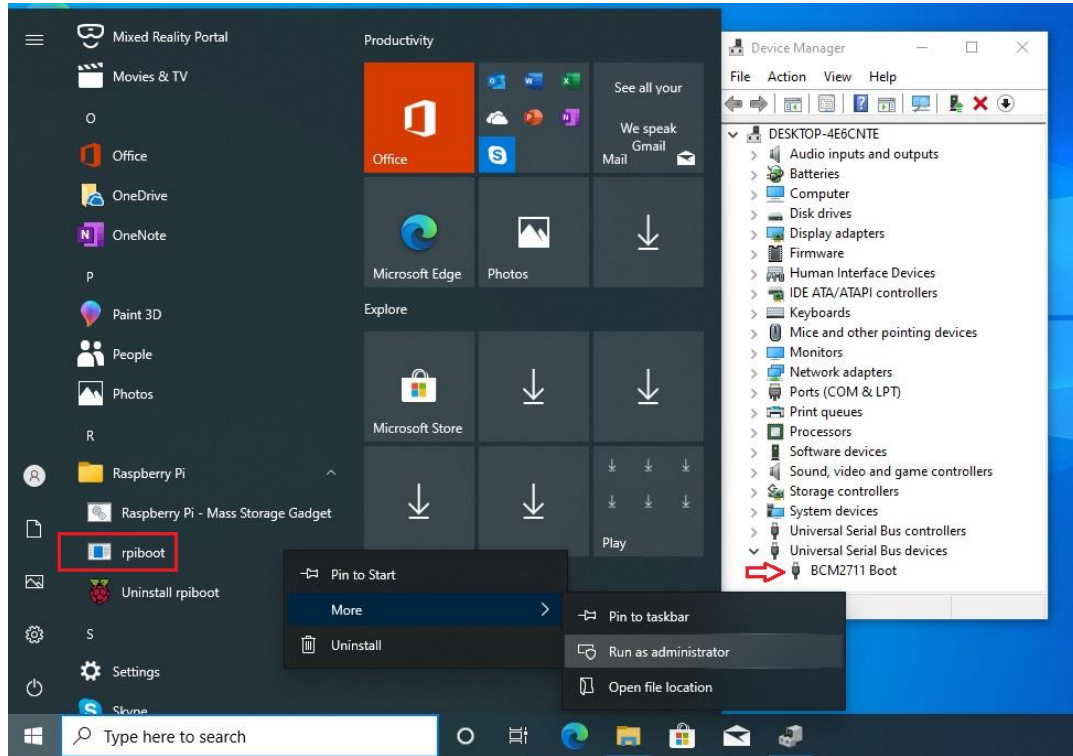 Mixed Reality Portal
Movies & TV
O
Office
OneDrive
OneNote
P
Paint 3D
People
Photos
R
Raspberry Pi
Raspberry Pi - Mass Storage Gadget
rpiboot
Uninstall rpiboot
S
Settings
Skype
Productivity
Office
See all your
We speak
Gmail
Mail
Microsoft Edge
Photos
Explore
Microsoft Store
Play
Pin to Start
More
Uninstall
Pin to taskbar
Run as administrator
Open file location
Device Manager
File Action View Help
DESKTOP-4E6CNTE
Audio inputs and outputs
Batteries
Computer
Disk drives
Display adapters
Firmware
Human Interface Devices
IDE ATA/ATAPI controllers
Keyboards
Mice and other pointing devices
Monitors
Network adapters
Ports (COM & LPT)
Print queues
Processors
Software devices
Sound, video and game controllers
Storage controllers
System devices
Universal Serial Bus controllers
Universal Serial Bus devices
BCM2711 Boot
Type here to search